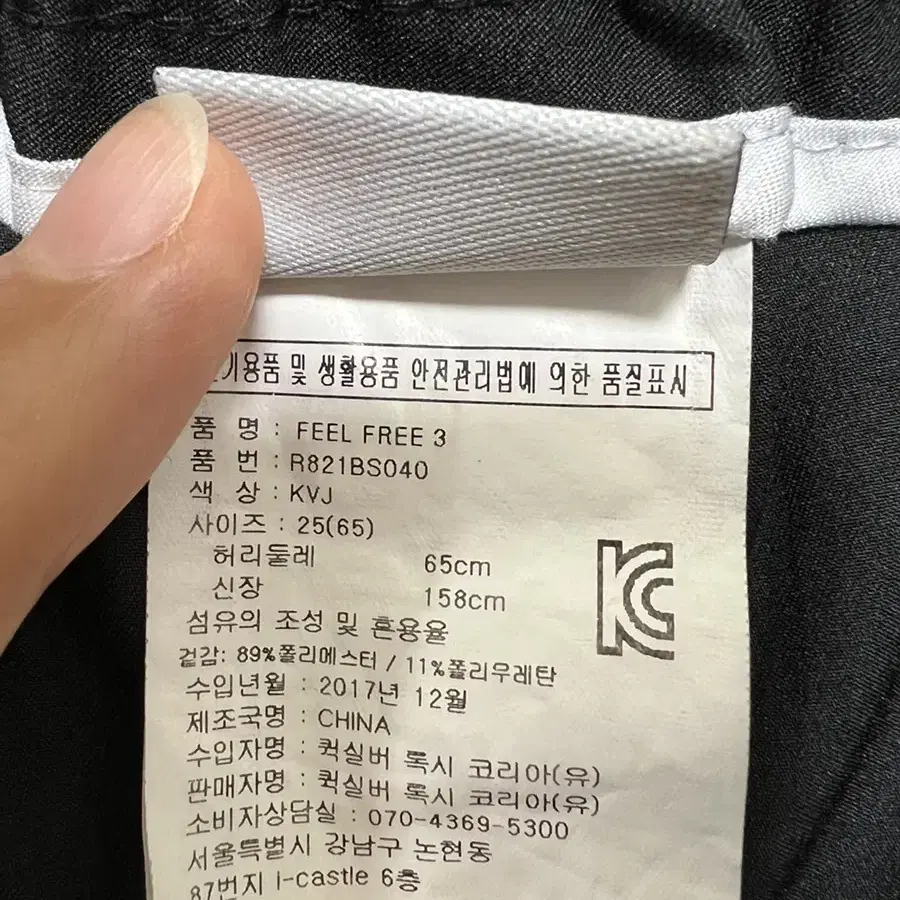 기용품 및 생활용품 안전관리법에 의한 품질표시
품 명 : FEEL FREE 3
품 번 : R821BS040
색 상 : KVJ
사이즈 : 25(65)
허리둘레 65cm
신장 158cm
섬유의 조성 및 혼용율
겉감: 89%폴리에스터 / 11%폴리우레탄
수입년월 : 2017년 12월
제조국명 : CHINA
수입자명 : 퀵실버 록시 코리아(유)
판매자명 : 퀵실버 록시 코리아(유)
소비자상담실 : 070-4369-5300
서울특별시 강남구 논현동
87번지 i-castle 6층
KC